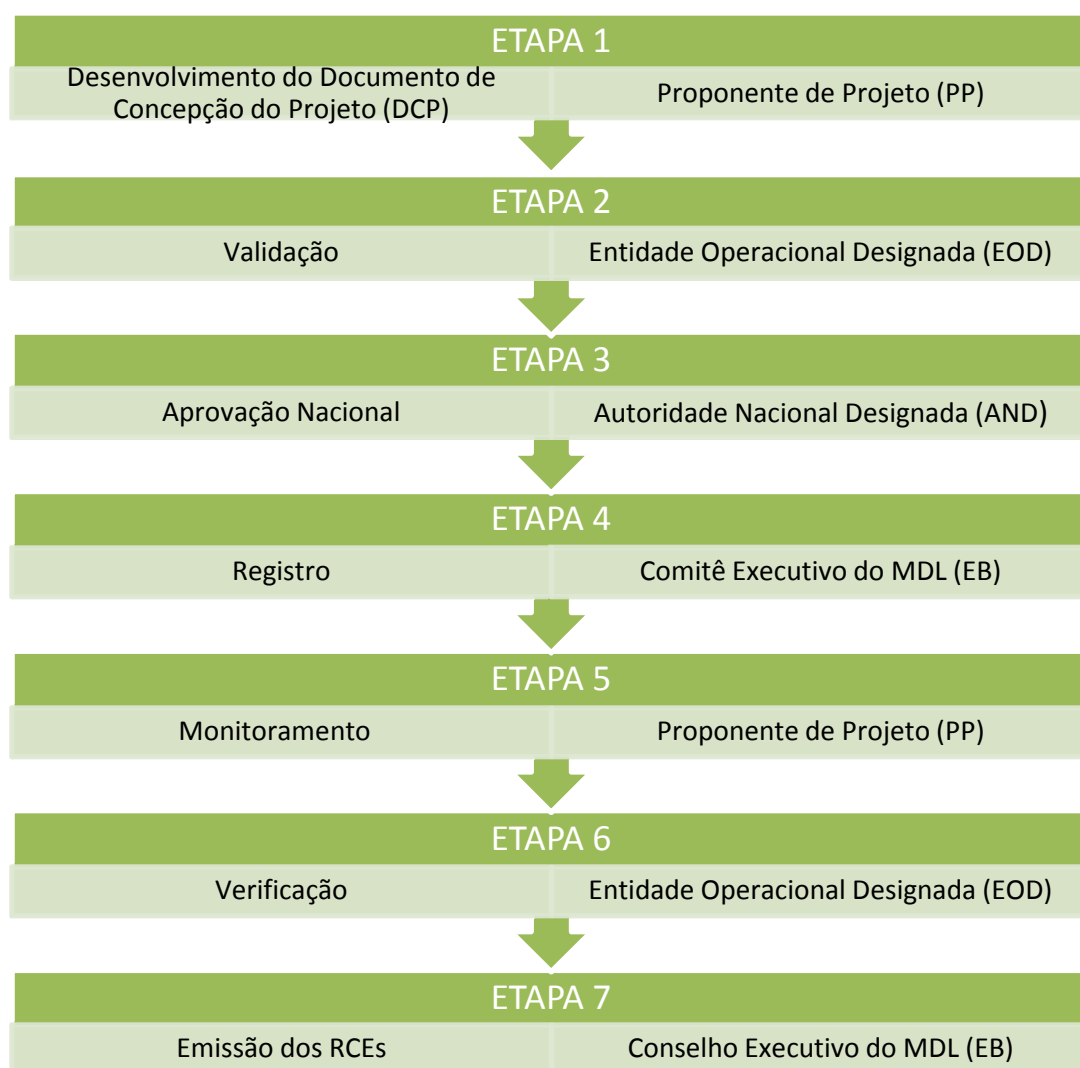 ETAPA 1
Desenvolvimento do Documento de
Concepção do Projeto (DCP)
Proponente de Projeto (PP)
ETAPA 2
Validação
Entidade Operacional Designada (EOD)
ETAPA 3
Aprovação Nacional
Autoridade Nacional Designada (AND)
ETAPA 4
Registro
Comitê Executivo do MDL (EB)
ETAPA 5
Monitoramento
Proponente de Projeto (PP)
ETAPA 6
Verificação
Entidade Operacional Designada (EOD)
ETAPA 7
Emissão dos RCEs
Conselho Executivo do MDL (EB)